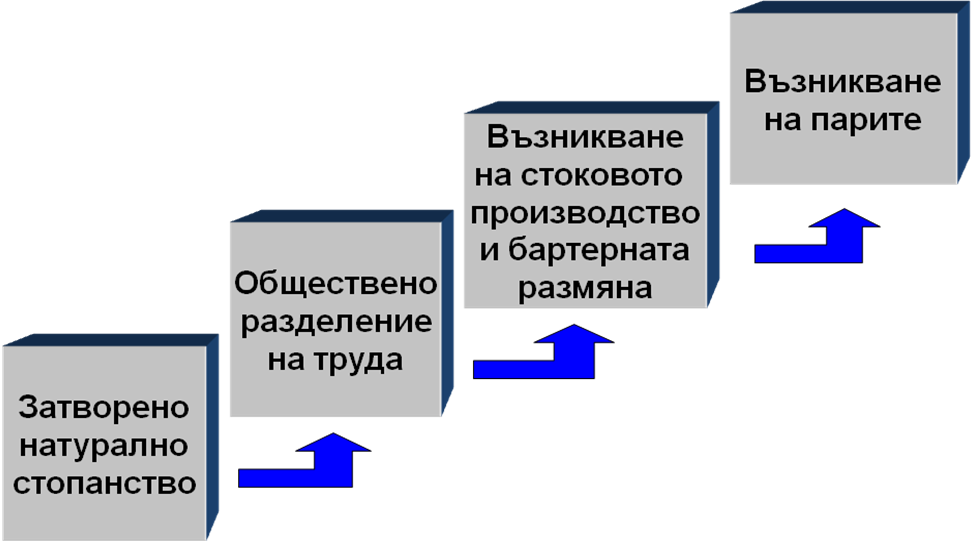 Затворено
натурално
стопанство
Обществено
разделение
на труда
Възникване
на стоковото
производство
и бартерната
размяна
Възникване
на парите